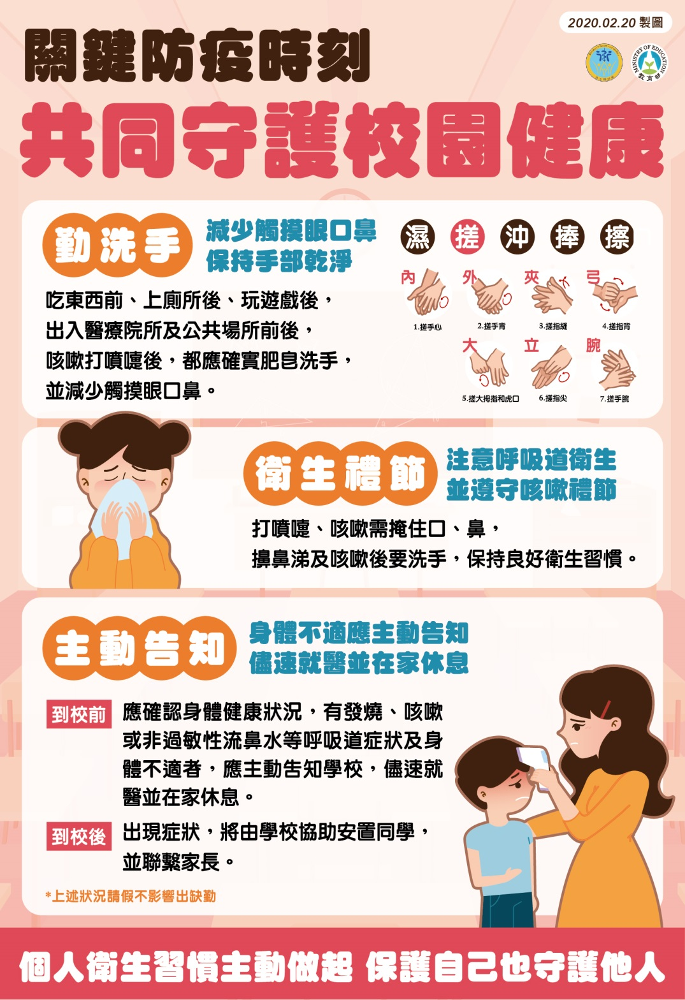 2020.02.20 製圖
MINISTRY OF EDUCATION
教育部
關鍵防疫時刻
共同守護校園健康
勤洗手
減少觸摸眼口鼻
保持手部乾淨
吃東西前、上廁所後、玩遊戲後，
出入醫療院所及公共場所前後，
咳嗽打噴嚏後，都應確實肥皂洗手，
並減少觸摸眼口鼻。
濕 搓 沖 捧 擦
內 外 夾 弓
1.搓手心 2.搓手背 3.搓指縫 4.搓指背
大 立 腕
5.搓大拇指和虎口 6.搓指尖 7.搓手腕
衛生禮節
注意呼吸道衛生
並遵守咳嗽禮節
打噴嚏、咳嗽需掩住口、鼻，
擤鼻涕及咳嗽後要洗手，保持良好衛生習慣。
主動告知
身體不適應主動告知
儘速就醫並在家休息
到校前
應確認身體健康狀況，有發燒、咳嗽
或非過敏性流鼻水等呼吸道症狀及身
體不適者，應主動告知學校，儘速就
醫並在家休息。
到校後
出現症狀，將由學校協助安置同學，
並聯繫家長。
*上述狀況請假不影響出缺勤
個人衛生習慣主動做起 保護自己也守護他人